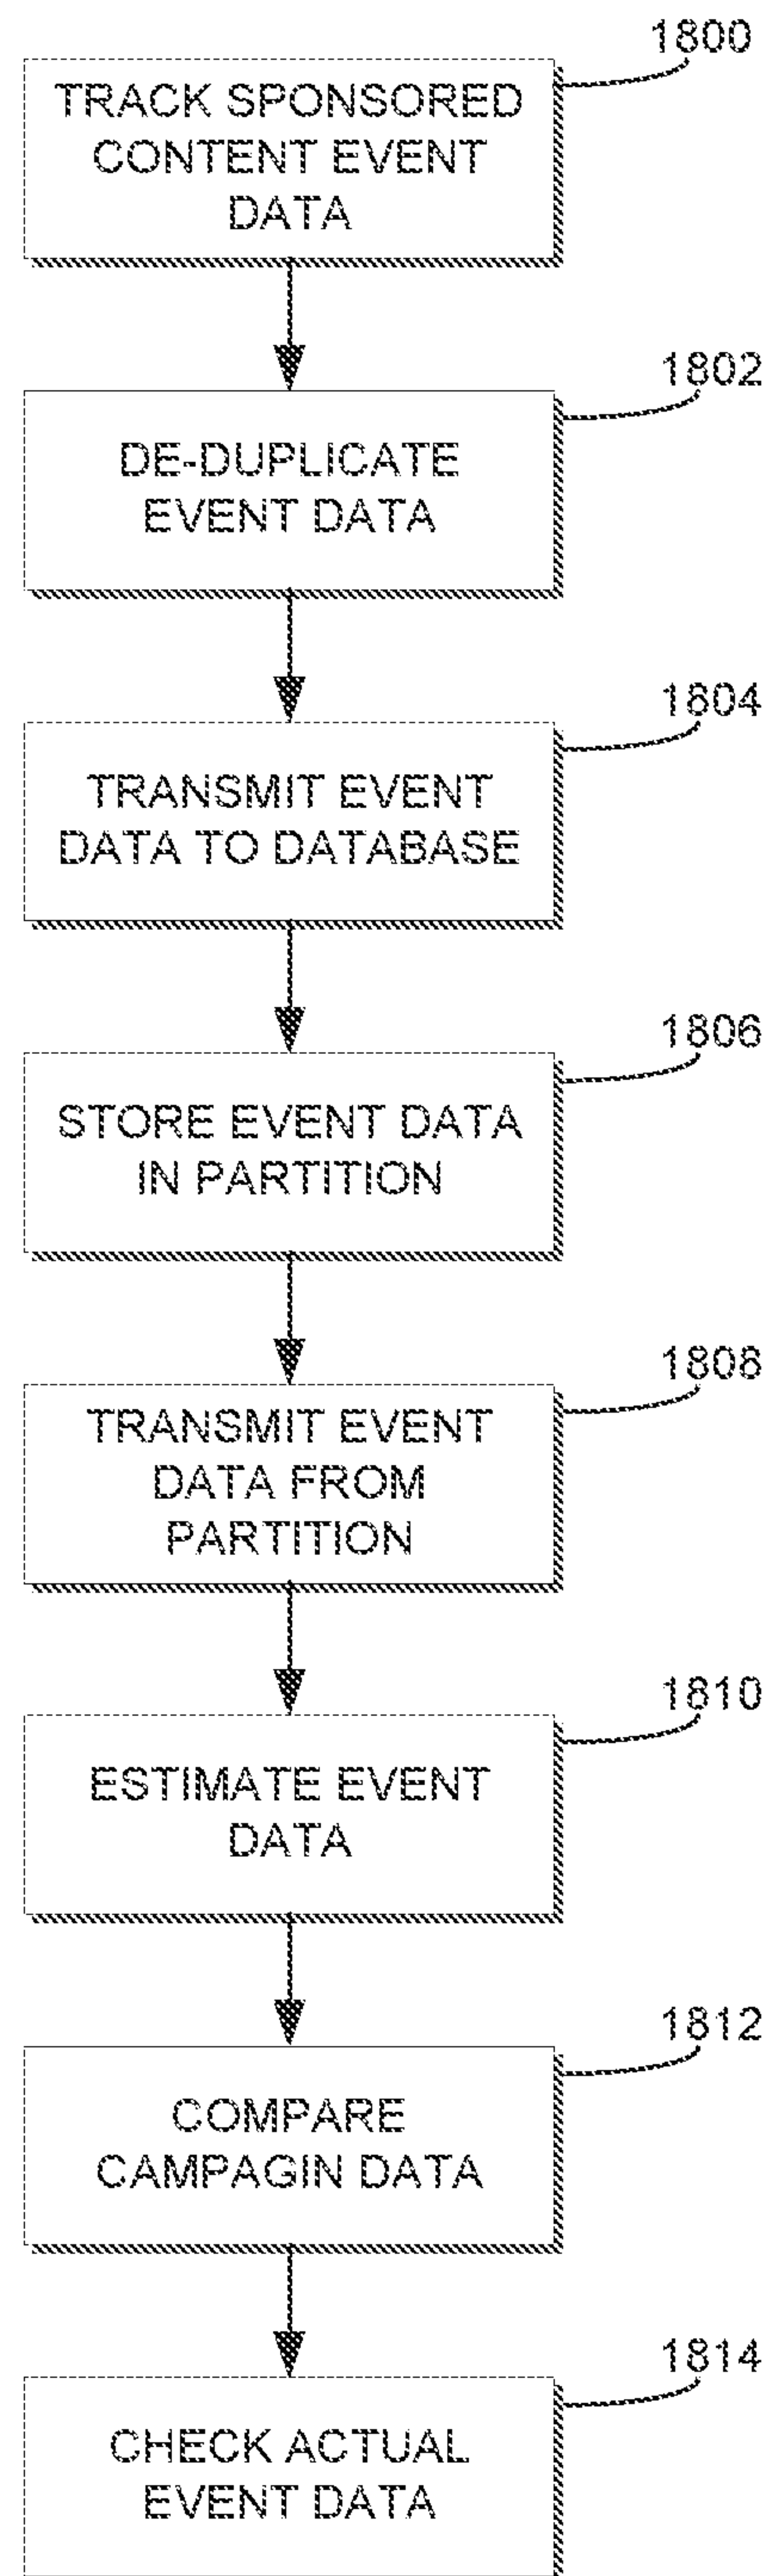 1800
TRACK SPONSORED
CONTENT EVENT
DATA
1802
DE-DUPLICATE
EVENT DATA
1804
TRANSMIT EVENT
DATA TO DATABASE
1806
STORE EVENT DATA
IN PARTITION
1808
TRANSMIT EVENT
DATA FROM
PARTITION
1810
ESTIMATE EVENT
DATA
1812
COMPARE
CAMPAGIN DATA
1814
CHECK ACTUAL
EVENT DATA